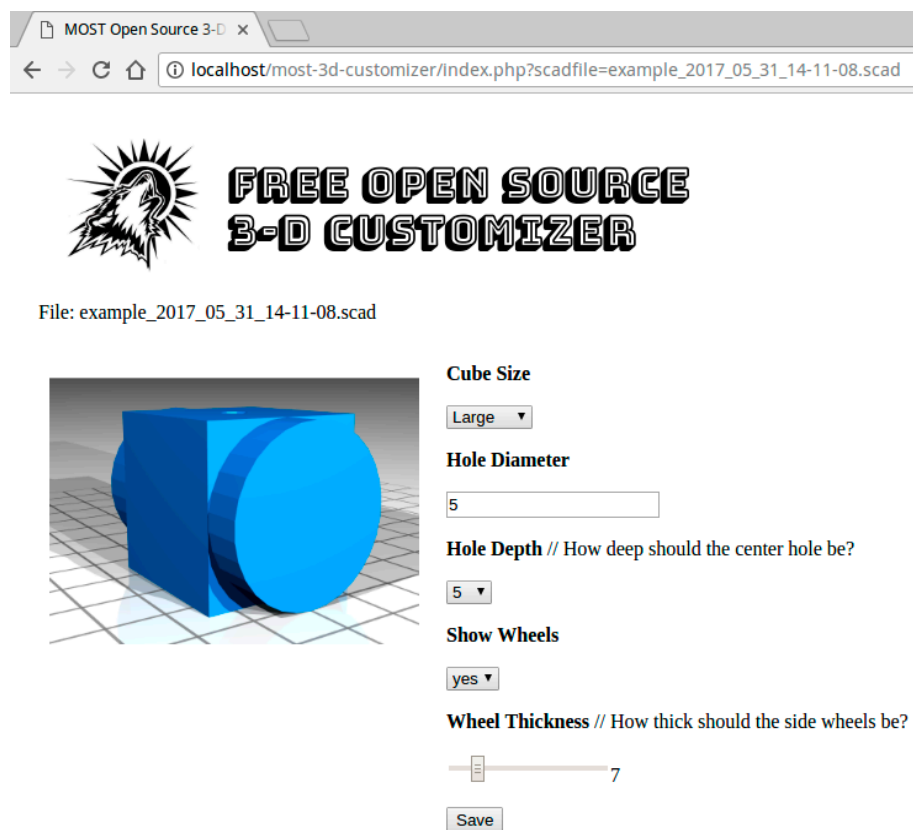 MOST Open Source 3-D
localhost/most-3d-customizer/index.php?scadfile=example_2017_05_31_14-11-08.scad
FREE OPEN SOURCE
3-D CUSTOMIZER
File: example_2017_05_31_14-11-08.scad
Cube Size
Large
Hole Diameter
5
Hole Depth // How deep should the center hole be?
5
Show Wheels
yes
Wheel Thickness // How thick should the side wheels be?
7
Save